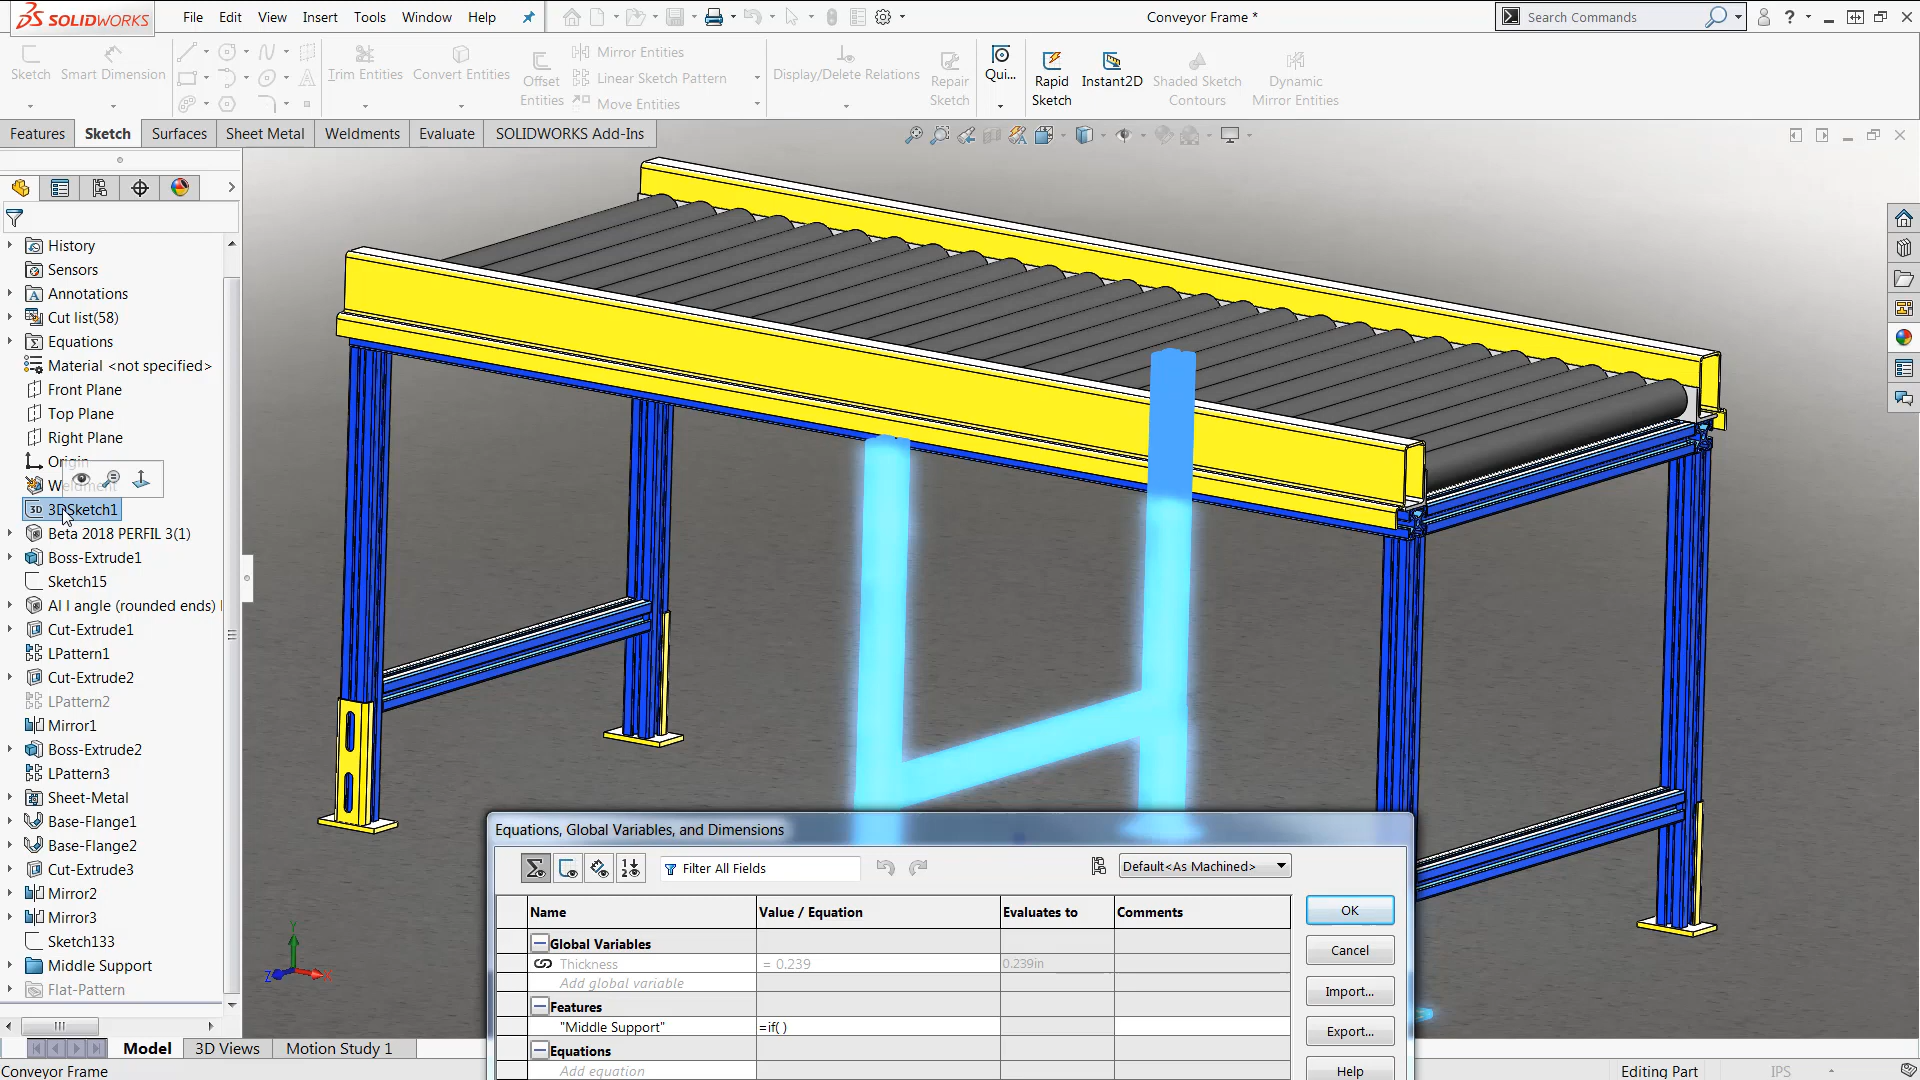 SOLIDWORKS
File Edit View Insert Tools Window Help
Conveyor Frame *
Search Commands
Sketch
Smart Dimension
Trim Entities
Convert Entities
Offset Entities
Mirror Entities
Linear Sketch Pattern
Move Entities
Display/Delete Relations
Repair Sketch
Qui...
Rapid Sketch
Instant2D
Shaded Sketch Contours
Dynamic Mirror Entities
Features Sketch Surfaces Sheet Metal Weldments Evaluate SOLIDWORKS Add-Ins
History
Sensors
Annotations
Cut list(58)
Equations
Material <not specified>
Front Plane
Top Plane
Right Plane
Origin
Weldment
3D 3DSketch1
Beta 2018 PERFIL 3(1)
Boss-Extrude1
Sketch15
Al I angle (rounded ends)
Cut-Extrude1
LPattern1
Cut-Extrude2
LPattern2
Mirror1
Boss-Extrude2
LPattern3
Sheet-Metal
Base-Flange1
Base-Flange2
Cut-Extrude3
Mirror2
Mirror3
Sketch133
Middle Support
Flat-Pattern
Y
Z X
Equations, Global Variables, and Dimensions
Filter All Fields
Default<As Machined>
Name Value / Equation Evaluates to Comments
Global Variables
Thickness = 0.239 0.239in
Add global variable
Features
"Middle Support" =if( )
Equations
Add equation
OK
Cancel
Import...
Export...
Help
Model 3D Views Motion Study 1
Conveyor Frame
Editing Part IPS